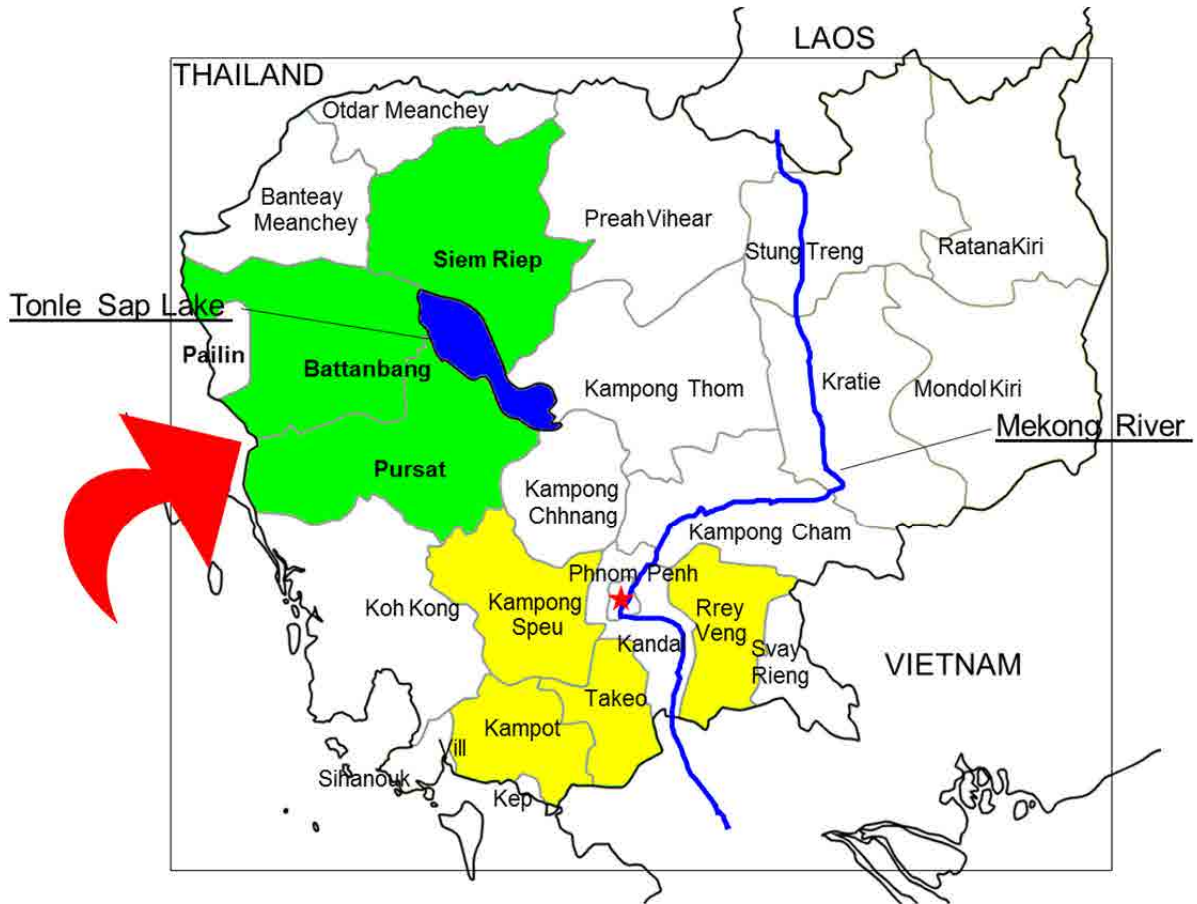 LAOS
THAILAND
Otdar Meanchey
Banteay
Meanchey
Preah Vihear
Stung Treng
RatanaKiri
Siem Riep
Tonle Sap Lake
Pailin
Battanbang
Kampong Thom
Kratie
Mondol Kiri
Mekong River
Pursat
Kampong
Chhnang
Kampong Cham
Phnom Penh
Koh Kong
Kampong
Speu
Rrey
Veng
Kandal
Svay
Rieng
VIETNAM
Takeo
Kampot
Vill
Sihanouk
Kep